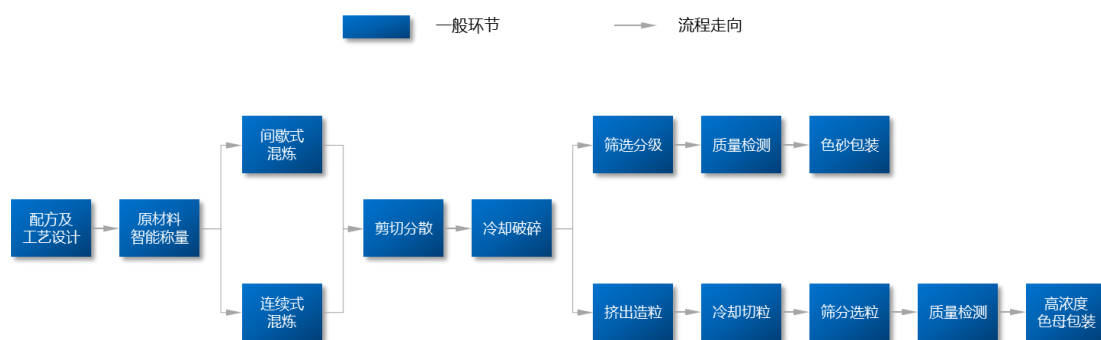 一般环节
流程走向
配方及
工艺设计
原材料
智能称量
间歇式
混炼
连续式
混炼
剪切分散
冷却破碎
筛选分级
质量检测
色砂包装
挤出造粒
冷却切粒
筛分选粒
质量检测
高浓度
色母包装